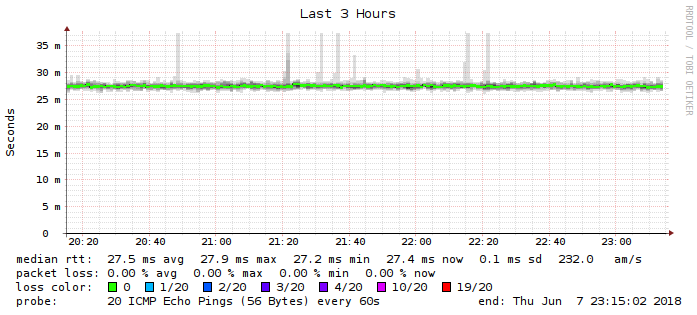 Last 3 Hours
RRDTOOL / TOBI OETIKER
Seconds
35 m
30 m
25 m
20 m
15 m
10 m
5 m
0
20:20 20:40 21:00 21:20 21:40 22:00 22:20 22:40 23:00
median rtt: 27.5 ms avg 27.9 ms max 27.2 ms min 27.4 ms now 0.1 ms sd 232.0 am/s
packet loss: 0.00 % avg 0.00 % max 0.00 % min 0.00 % now
loss color: 0 1/20 2/20 3/20 4/20 10/20 19/20
probe: 20 ICMP Echo Pings (56 Bytes) every 60s end: Thu Jun 7 23:15:02 2018